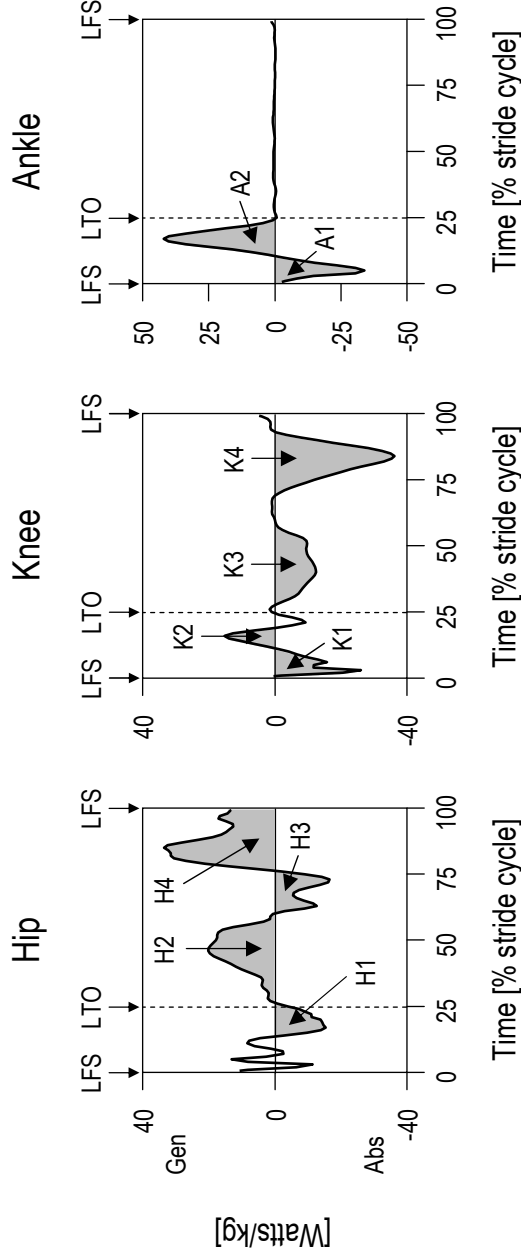 Hip
Knee
Ankle
LFS
LTO
LFS
LFS
LTO
LFS
LFS
LTO
LFS
[Watts/kg]
40
Gen
0
Abs
-40
H1
H2
H3
H4
0
25
50
75
100
Time [% stride cycle]
40
0
-40
K1
K2
K3
K4
0
25
50
75
100
Time [% stride cycle]
50
25
0
-25
-50
A1
A2
0
25
50
75
100
Time [% stride cycle]